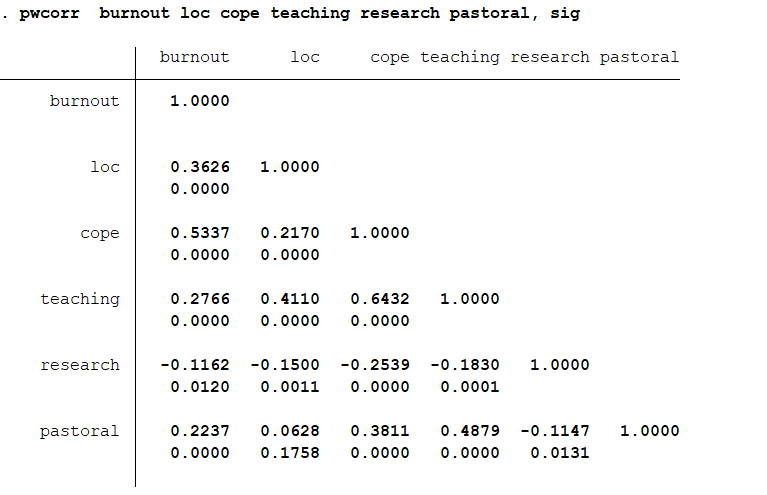 . pwcorr burnout loc cope teaching research pastoral, sig
burnout loc cope teaching research pastoral
burnout 1.0000
loc 0.3626 1.0000
0.0000
cope 0.5337 0.2170 1.0000
0.0000 0.0000
teaching 0.2766 0.4110 0.6432 1.0000
0.0000 0.0000 0.0000
research -0.1162 -0.1500 -0.2539 -0.1830 1.0000
0.0120 0.0011 0.0000 0.0001
pastoral 0.2237 0.0628 0.3811 0.4879 -0.1147 1.0000
0.0000 0.1758 0.0000 0.0000 0.0131